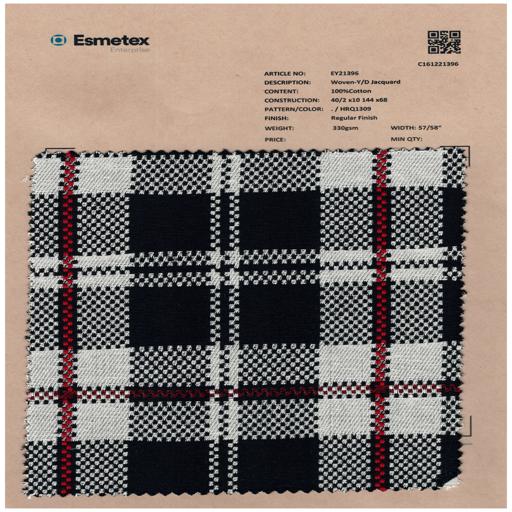 Esmetex
Enterprise
C161221396
ARTICLE NO: EY21396
DESCRIPTION: Woven-Y/D Jacquard
CONTENT: 100%Cotton
CONSTRUCTION: 40/2 x10 144 x68
PATTERN/COLOR: . / HRQ1309
FINISH: Regular Finish
WEIGHT: 330gsm WIDTH: 57/58"
PRICE: MIN QTY: